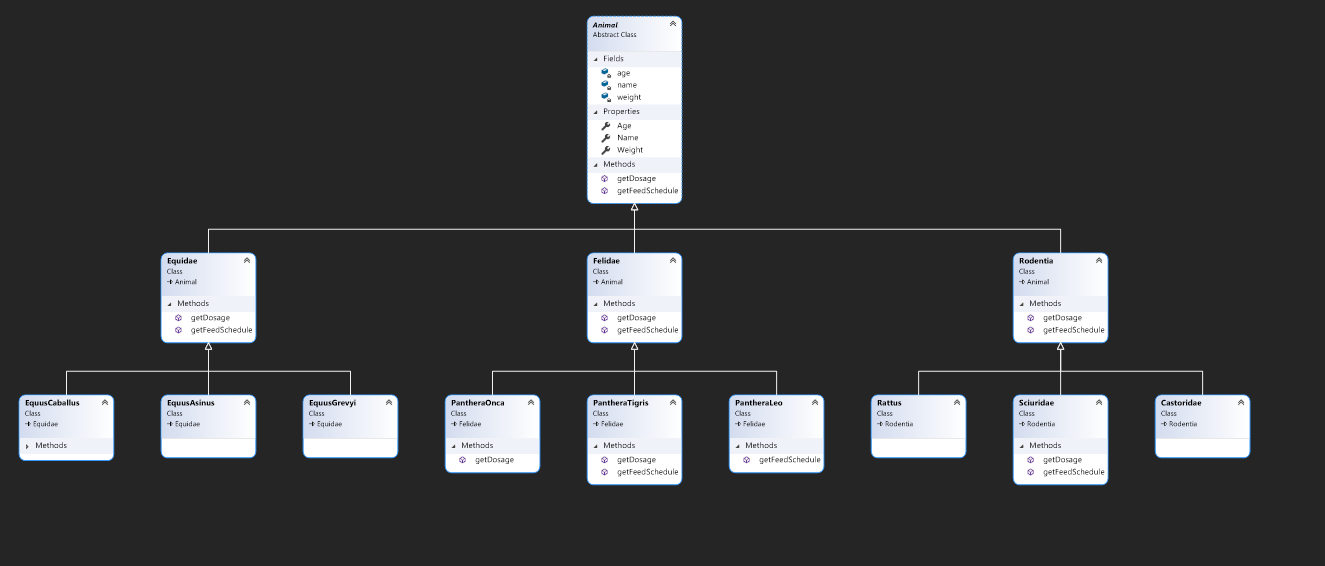 Animal
Abstract Class
Fields
age
name
weight
Properties
Age
Name
Weight
Methods
getDosage
getFeedSchedule
Equidae
Class
Animal
Methods
getDosage
getFeedSchedule
Felidae
Class
Animal
Methods
getDosage
getFeedSchedule
Rodentia
Class
Animal
Methods
getDosage
getFeedSchedule
EquusCaballus
Class
Equidae
Methods
EquusAsinus
Class
Equidae
EquusGrevyi
Class
Equidae
PantheraOnca
Class
Felidae
Methods
getDosage
PantheraTigris
Class
Felidae
Methods
getDosage
getFeedSchedule
PantheraLeo
Class
Felidae
Methods
getFeedSchedule
Rattus
Class
Rodentia
Sciuridae
Class
Rodentia
Methods
getDosage
getFeedSchedule
Castoridae
Class
Rodentia